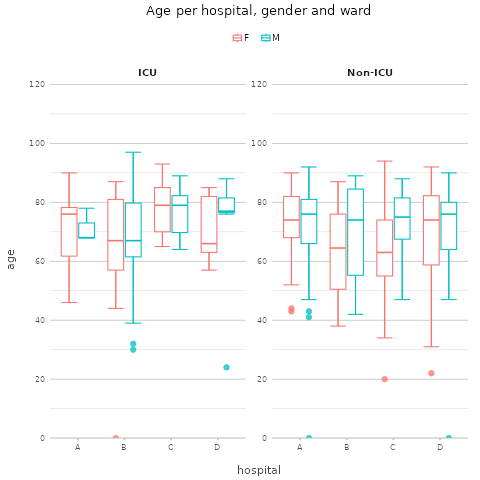 Age per hospital, gender and ward
F M
ICU Non-ICU
120 120
100 100
80 80
60 60
40 40
20 20
0 0
A B C D A B C D
age
hospital